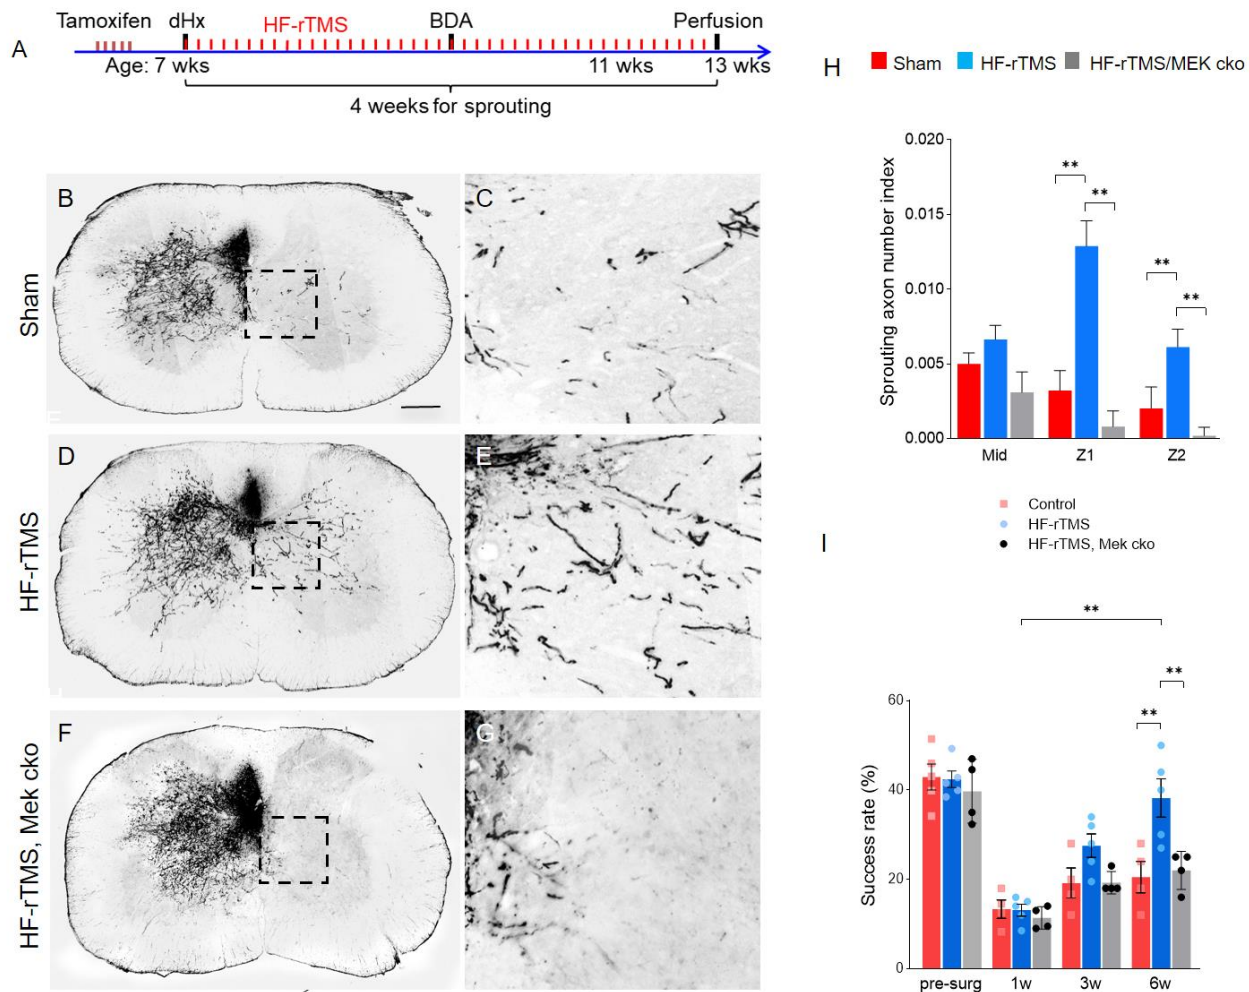 A
Tamoxifen dHx HF-rTMS BDA Perfusion
Age: 7 wks 11 wks 13 wks
4 weeks for sprouting
B
C
Sham
D
E
HF-rTMS
F
G
HF-rTMS, Mek cko
H
Sham HF-rTMS HF-rTMS/MEK cko
Sprouting axon number index
0.020
0.015
0.010
0.005
0.000
** ** ** **
Mid Z1 Z2
I
Control
HF-rTMS
HF-rTMS, Mek cko
** ** **
Success rate (%)
60
40
20
0
pre-surg 1w 3w 6w